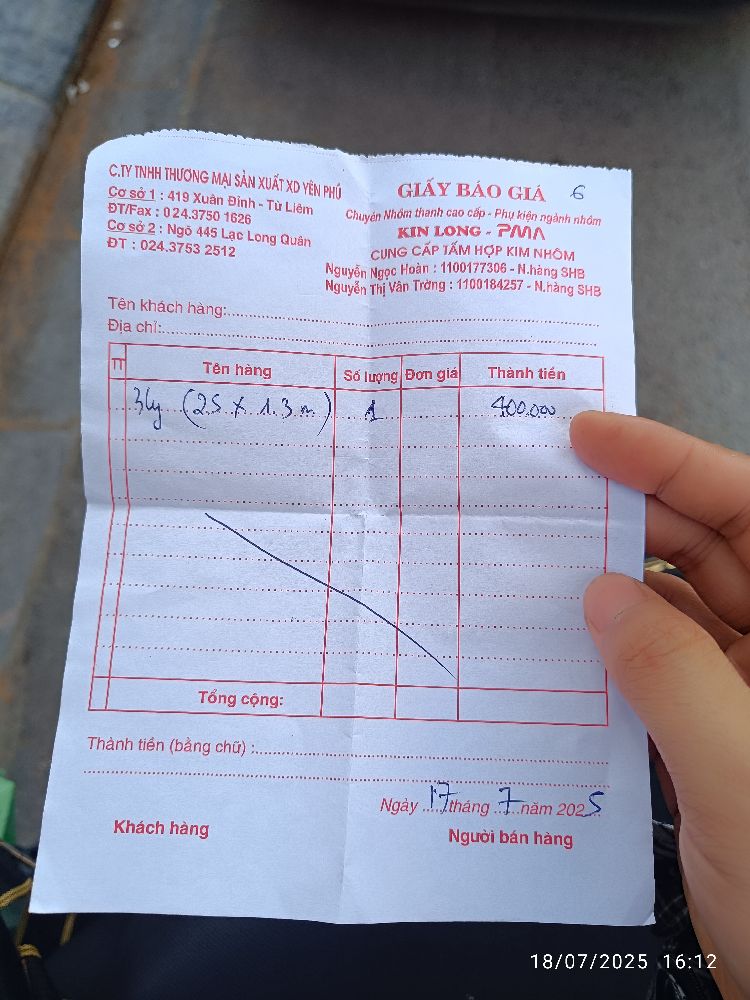 C.TY TNHH THƯƠNG MẠI SẢN XUẤT XD YÊN PHÚ
Cơ sở 1 : 419 Xuân Đỉnh - Từ Liêm
ĐT/Fax : 024.3750 1626
Cơ sở 2 : Ngõ 445 Lạc Long Quân
ĐT : 024.3753 2512
GIẤY BÁO GIÁ 6
Chuyên Nhôm thanh cao cấp - Phụ kiện ngành nhôm
KIN LONG - PMA
CUNG CẤP TẤM HỢP KIM NHÔM
Nguyễn Ngọc Hoàn : 1100177306 - N.hàng SHB
Nguyễn Thị Vân Trường : 1100184257 - N.hàng SHB
Tên khách hàng:
Địa chỉ:
TT Tên hàng Số lượng Đơn giá Thành tiền
3ly (2.5 x 1.3 m) 1 400.000
Tổng cộng:
Thành tiền (bằng chữ) :
Ngày 17 tháng 7 năm 2025
Khách hàng Người bán hàng
18/07/2025 16:12